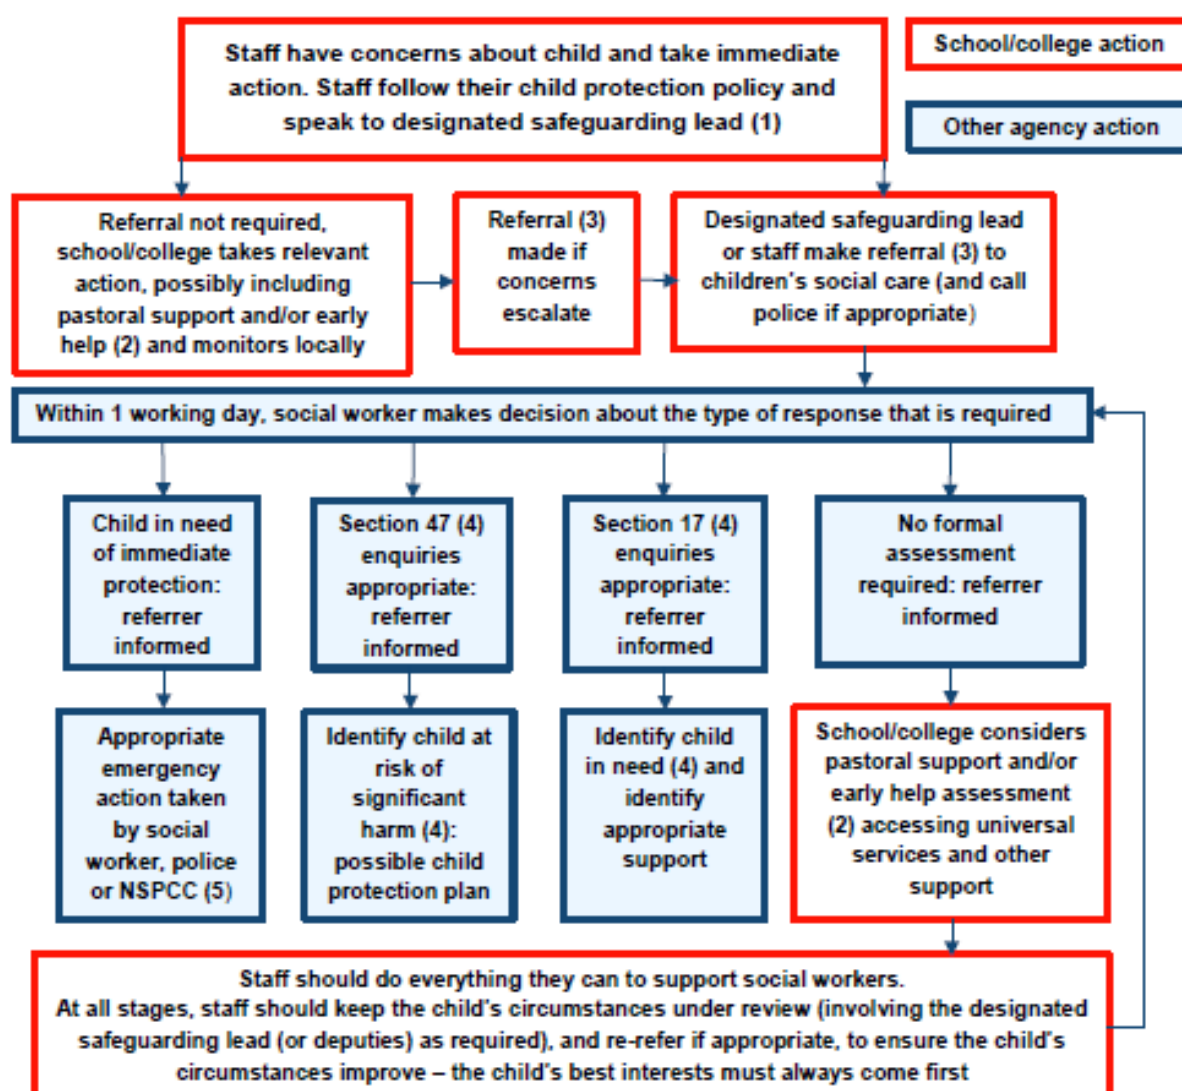 Staff have concerns about child and take immediate
action. Staff follow their child protection policy and
speak to designated safeguarding lead (1)
School/college action
Other agency action
Referral not required,
school/college takes relevant
action, possibly including
pastoral support and/or early
help (2) and monitors locally
Referral (3)
made if
concerns
escalate
Designated safeguarding lead
or staff make referral (3) to
children's social care (and call
police if appropriate)
Within 1 working day, social worker makes decision about the type of response that is required
Child in need
of immediate
protection:
referrer
informed
Section 47 (4)
enquiries
appropriate:
referrer
informed
Section 17 (4)
enquiries
appropriate:
referrer
informed
No formal
assessment
required: referrer
informed
Appropriate
emergency
action taken
by social
worker, police
or NSPCC (5)
Identify child at
risk of
significant
harm (4):
possible child
protection plan
Identify child
in need (4) and
identify
appropriate
support
School/college considers
pastoral support and/or
early help assessment
(2) accessing universal
services and other
support
Staff should do everything they can to support social workers.
At all stages, staff should keep the child's circumstances under review (involving the designated
safeguarding lead (or deputies) as required), and re-refer if appropriate, to ensure the child's
circumstances improve – the child's best interests must always come first